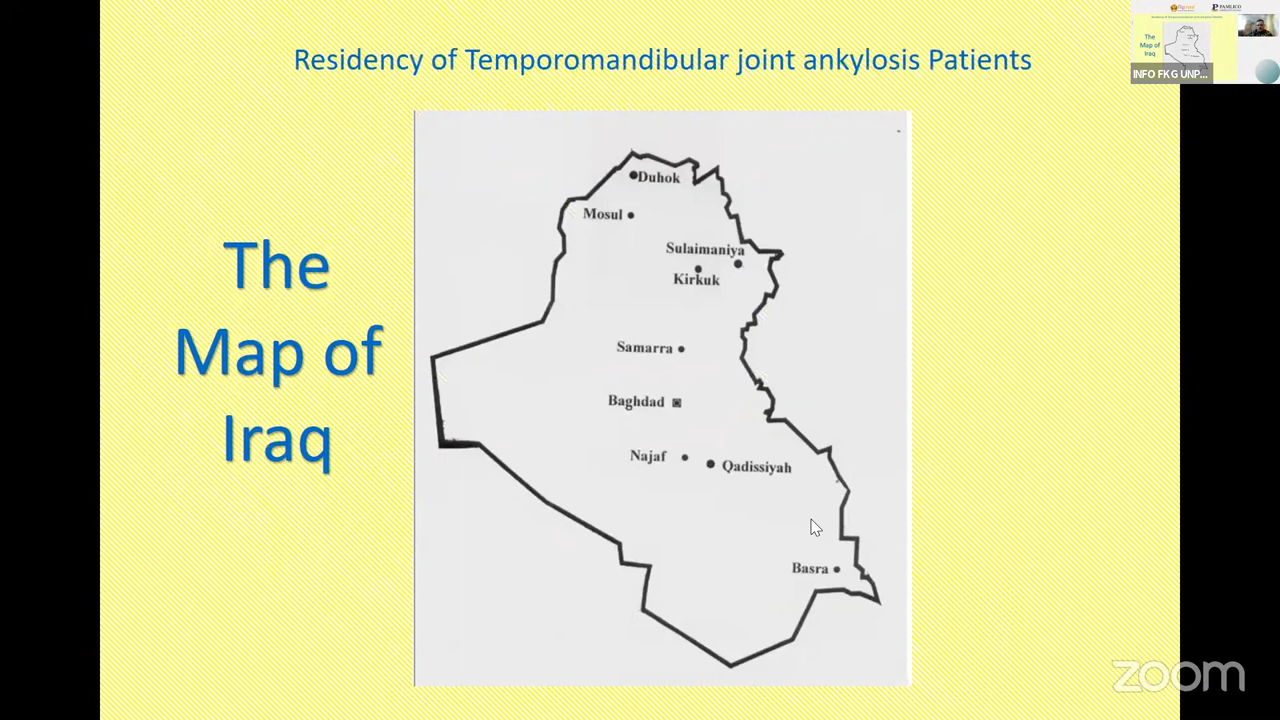 Residency of Temporomandibular joint ankylosis Patients
The
Map of
Iraq
Duhok
Mosul
Sulaimaniya
Kirkuk
Samarra
Baghdad
Najaf
Qadissiyah
Basra
PAMLICO
The
Map of
Iraq
INFO FKG UNP...
zoom